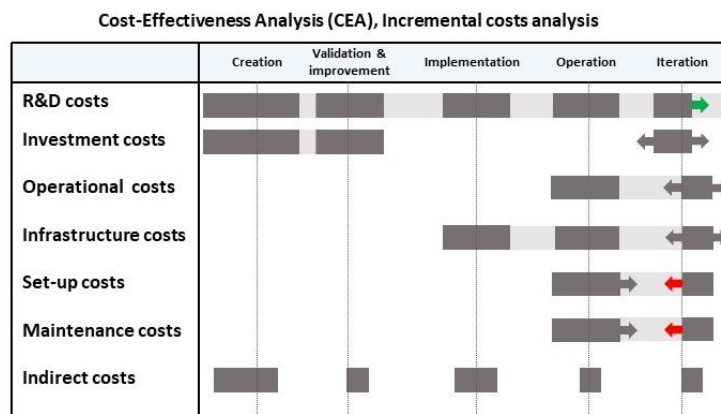 Cost-Effectiveness Analysis (CEA), Incremental costs analysis
Creation
Validation &
improvement
Implementation
Operation
Iteration
R&D costs
Investment costs
Operational costs
Infrastructure costs
Set-up costs
Maintenance costs
Indirect costs